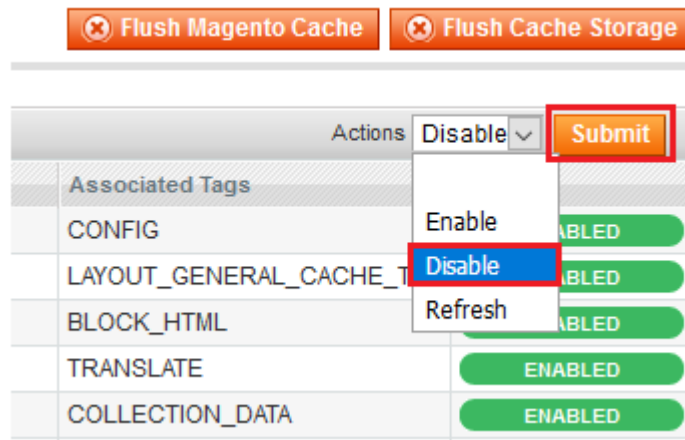 Flush Magento Cache Flush Cache Storage
Actions Disable Submit
Associated Tags
CONFIG Enable ABLED
LAYOUT_GENERAL_CACHE_T Disable ABLED
BLOCK_HTML Refresh ABLED
TRANSLATE ENABLED
COLLECTION_DATA ENABLED